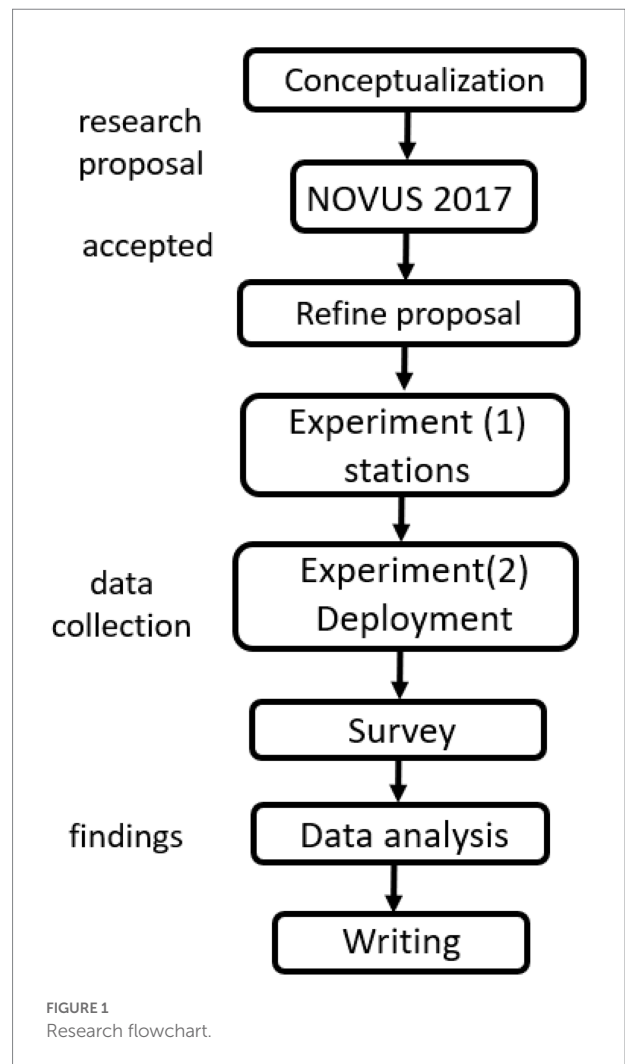 Conceptualization
research
proposal
NOVUS 2017
accepted
Refine proposal
Experiment (1)
stations
Experiment(2)
Deployment
data
collection
Survey
findings
Data analysis
Writing
FIGURE 1
Research flowchart.